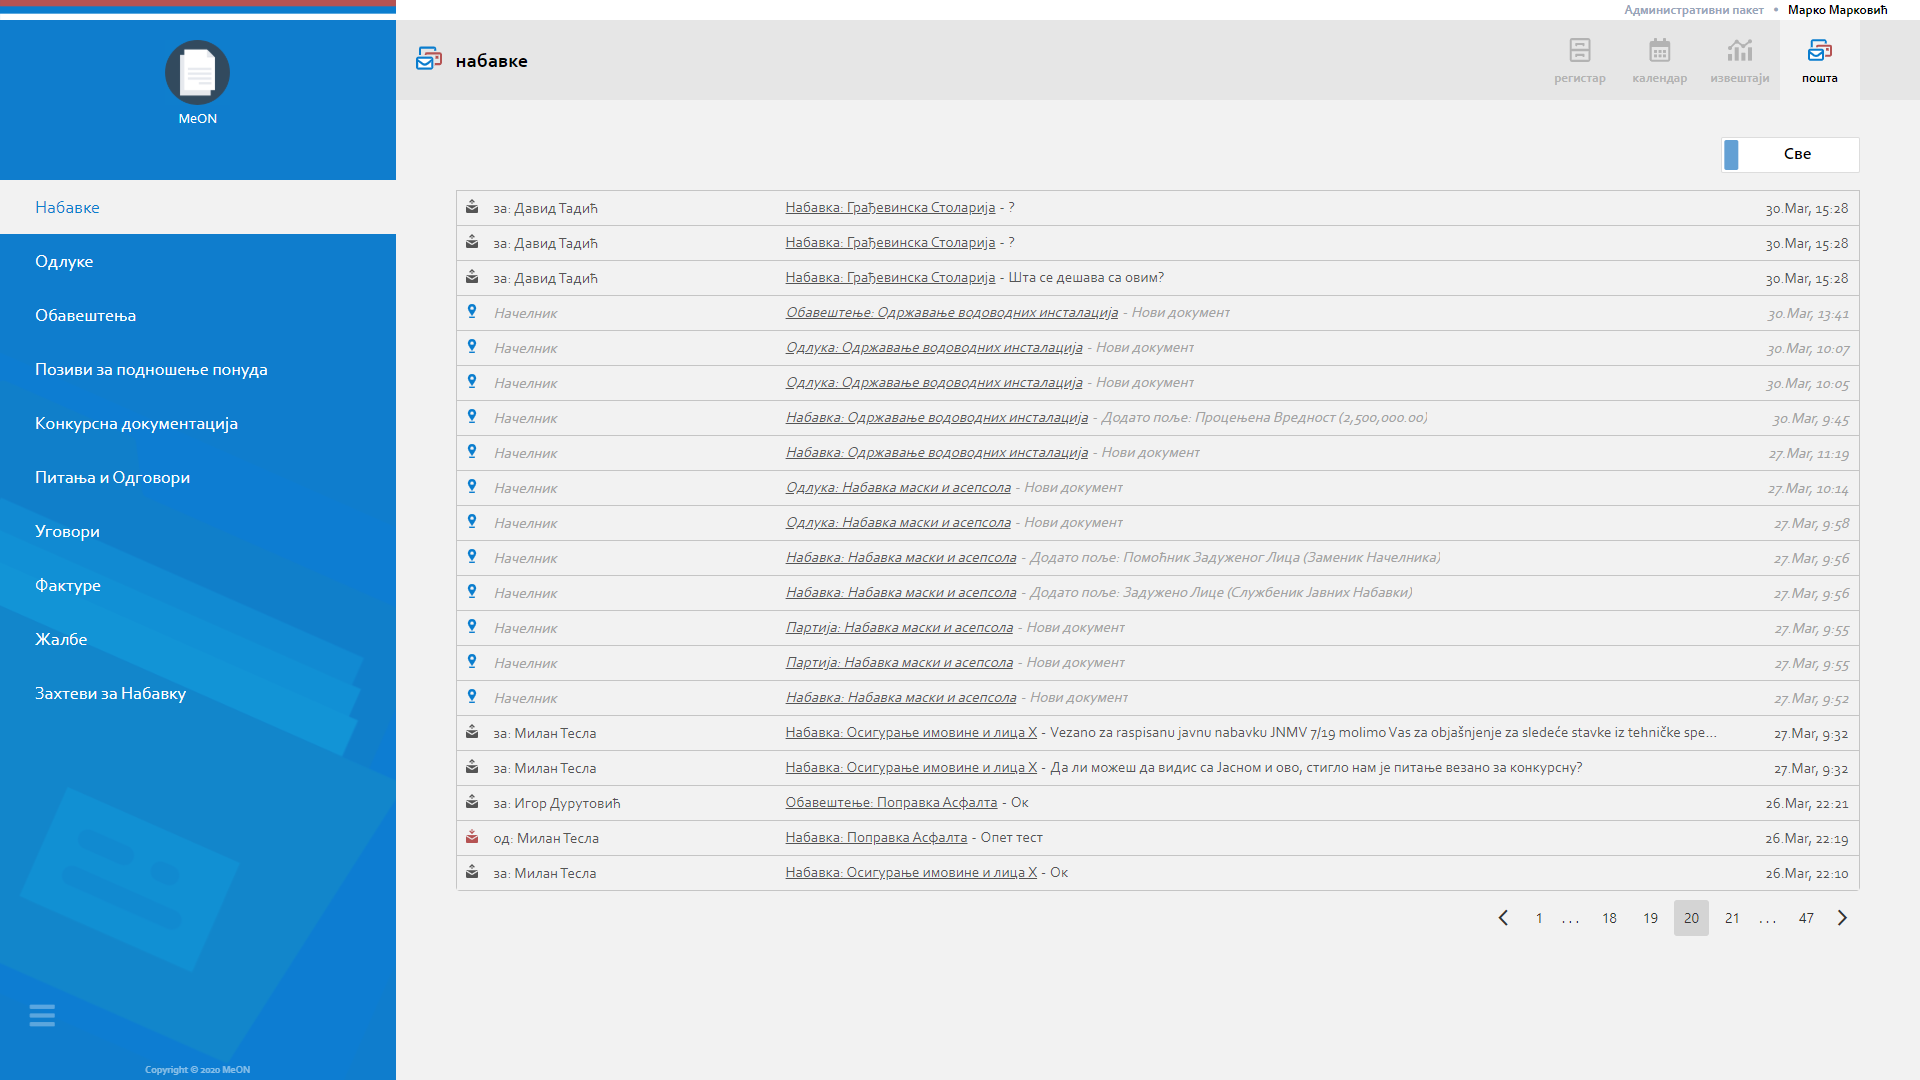 Административни пакет • Марко Марковић
MeON
набавке
регистар
календар
извештаји
пошта
Набавке
Одлуке
Обавештења
Позиви за подношење понуда
Конкурсна документација
Питања и Одговори
Уговори
Фактуре
Жалбе
Захтеви за Набавку
Copyright © 2020 MeON
Све
за: Давид Тадић Набавка: Грађевинска Столарија - ? 30.Mar, 15:28
за: Давид Тадић Набавка: Грађевинска Столарија - ? 30.Mar, 15:28
за: Давид Тадић Набавка: Грађевинска Столарија - Шта се дешава са овим? 30.Mar, 15:28
Начелник Обавештење: Одржавање водоводних инсталација - Нови документ 30.Mar, 13:41
Начелник Одлука: Одржавање водоводних инсталација - Нови документ 30.Mar, 10:07
Начелник Одлука: Одржавање водоводних инсталација - Нови документ 30.Mar, 10:05
Начелник Набавка: Одржавање водоводних инсталација - Додато поље: Процењена Вредност (2,500,000.00) 30.Mar, 9:45
Начелник Набавка: Одржавање водоводних инсталација - Нови документ 27.Mar, 11:19
Начелник Одлука: Набавка маски и асепсола - Нови документ 27.Mar, 10:14
Начелник Одлука: Набавка маски и асепсола - Нови документ 27.Mar, 9:58
Начелник Набавка: Набавка маски и асепсола - Додато поље: Помоћник Задуженог Лица (Заменик Начелника) 27.Mar, 9:56
Начелник Набавка: Набавка маски и асепсола - Додато поље: Задужено Лице (Службеник Јавних Набавки) 27.Mar, 9:56
Начелник Партија: Набавка маски и асепсола - Нови документ 27.Mar, 9:55
Начелник Партија: Набавка маски и асепсола - Нови документ 27.Mar, 9:55
Начелник Набавка: Набавка маски и асепсола - Нови документ 27.Mar, 9:52
за: Милан Тесла Набавка: Осигурање имовине и лица X - Vezano za raspisanu javnu nabavku JNMV 7/19 molimo Vas za objašnjenje za sledeće stavke iz tehničke spe... 27.Mar, 9:32
за: Милан Тесла Набавка: Осигурање имовине и лица X - Да ли можеш да видис са Јасном и ово, стигло нам је питање везано за конкурсну? 27.Mar, 9:32
за: Игор Дурутовић Обавештење: Поправка Асфалта - Ок 26.Mar, 22:21
од: Милан Тесла Набавка: Поправка Асфалта - Опет тест 26.Mar, 22:19
за: Милан Тесла Набавка: Осигурање имовине и лица X - Ок 26.Mar, 22:10
1 ... 18 19 20 21 ... 47